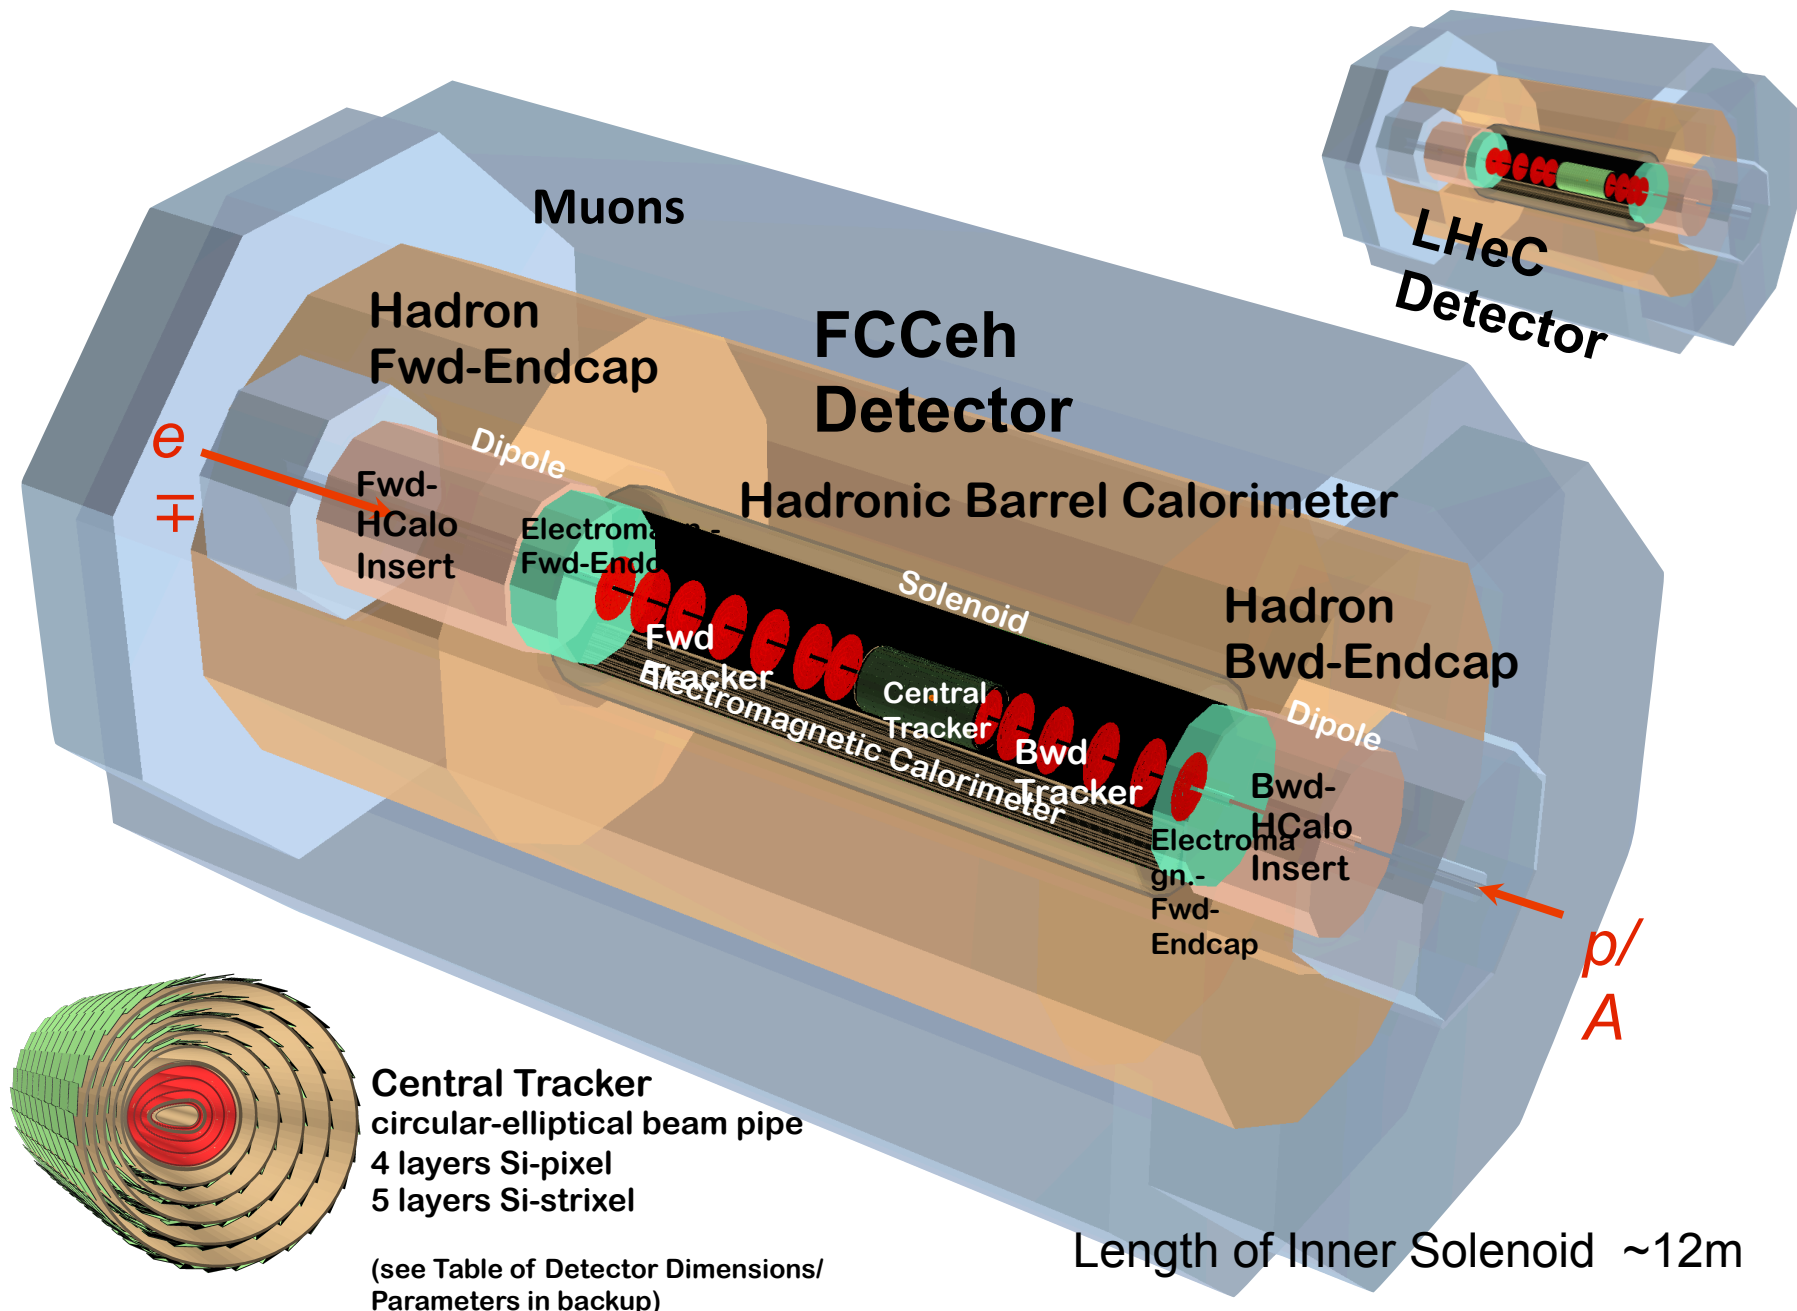 LHeC
Detector
Muons
Hadron
Fwd-Endcap
FCCeh
Detector
e
∓
Dipole
Fwd-
HCalo
Insert
Hadronic Barrel Calorimeter
Fwd-
Solenoid
Hadron
Bwd-Endcap
Fwd
Tracker
Electromagnetic Calorimeter
Central
Tracker
Bwd
Tracker
Dipole
Bwd-
HCalo
Insert
Electroma
gn.-
Fwd-
Endcap
p/
A
Central Tracker
circular-elliptical beam pipe
4 layers Si-pixel
5 layers Si-strixel
(see Table of Detector Dimensions/
Parameters in backup)
Length of Inner Solenoid ~12m